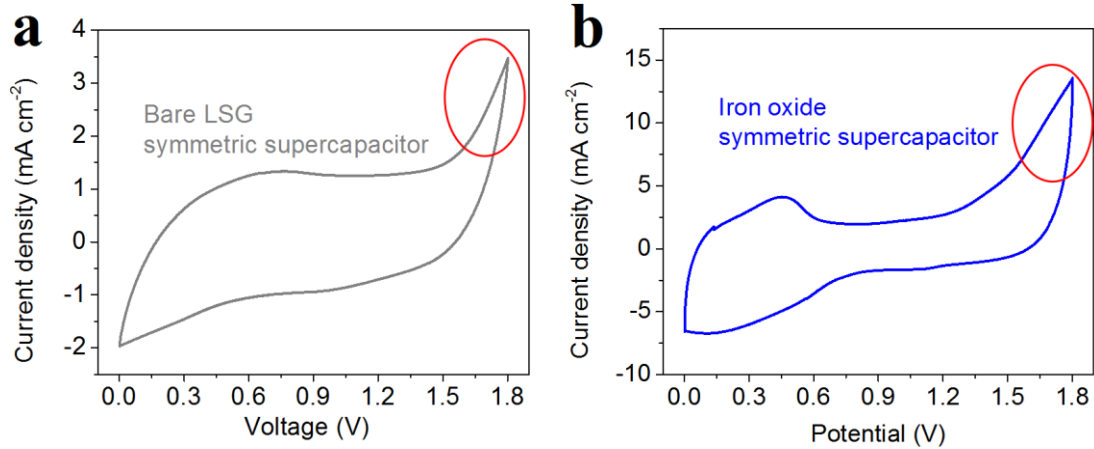 a
4
3
2
1
0
-1
-2
Current density (mA cm-2)
Bare LSG
symmetric supercapacitor
0.0 0.3 0.6 0.9 1.2 1.5 1.8
Voltage (V)
b
15
10
5
0
-5
-10
Current density (mA cm-2)
Iron oxide
symmetric supercapacitor
0.0 0.3 0.6 0.9 1.2 1.5 1.8
Potential (V)